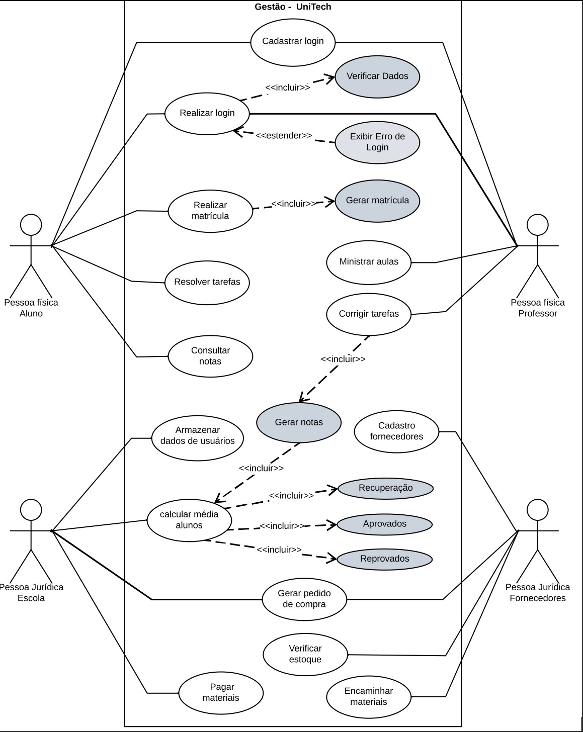 Gestão - UniTech
Cadastrar login
Verificar Dados
<<incluir>>
Realizar login
<<estender>>
Exibir Erro de
Login
Realizar
matrícula
<<incluir>>
Gerar matricula
Pessoa física
Aluno
Pessoa física
Professor
Ministrar aulas
Resolver tarefas
Corrigir tarefas
Consultar
notas
<<incluir>>
Gerar notas
Armazenar
dados de usuários
Cadastro
fornecedores
<<incluir>>
Recuperação
<<incluir>>
calcular média
alunos
<<incluir>>
Aprovados
<<incluir>>
Reprovados
Pessoa Jurídica
Escola
Pessoa Jurídica
Fornecedores
Gerar pedido
de compra
Verificar
estoque
Pagar
materiais
Encaminhar
materiais